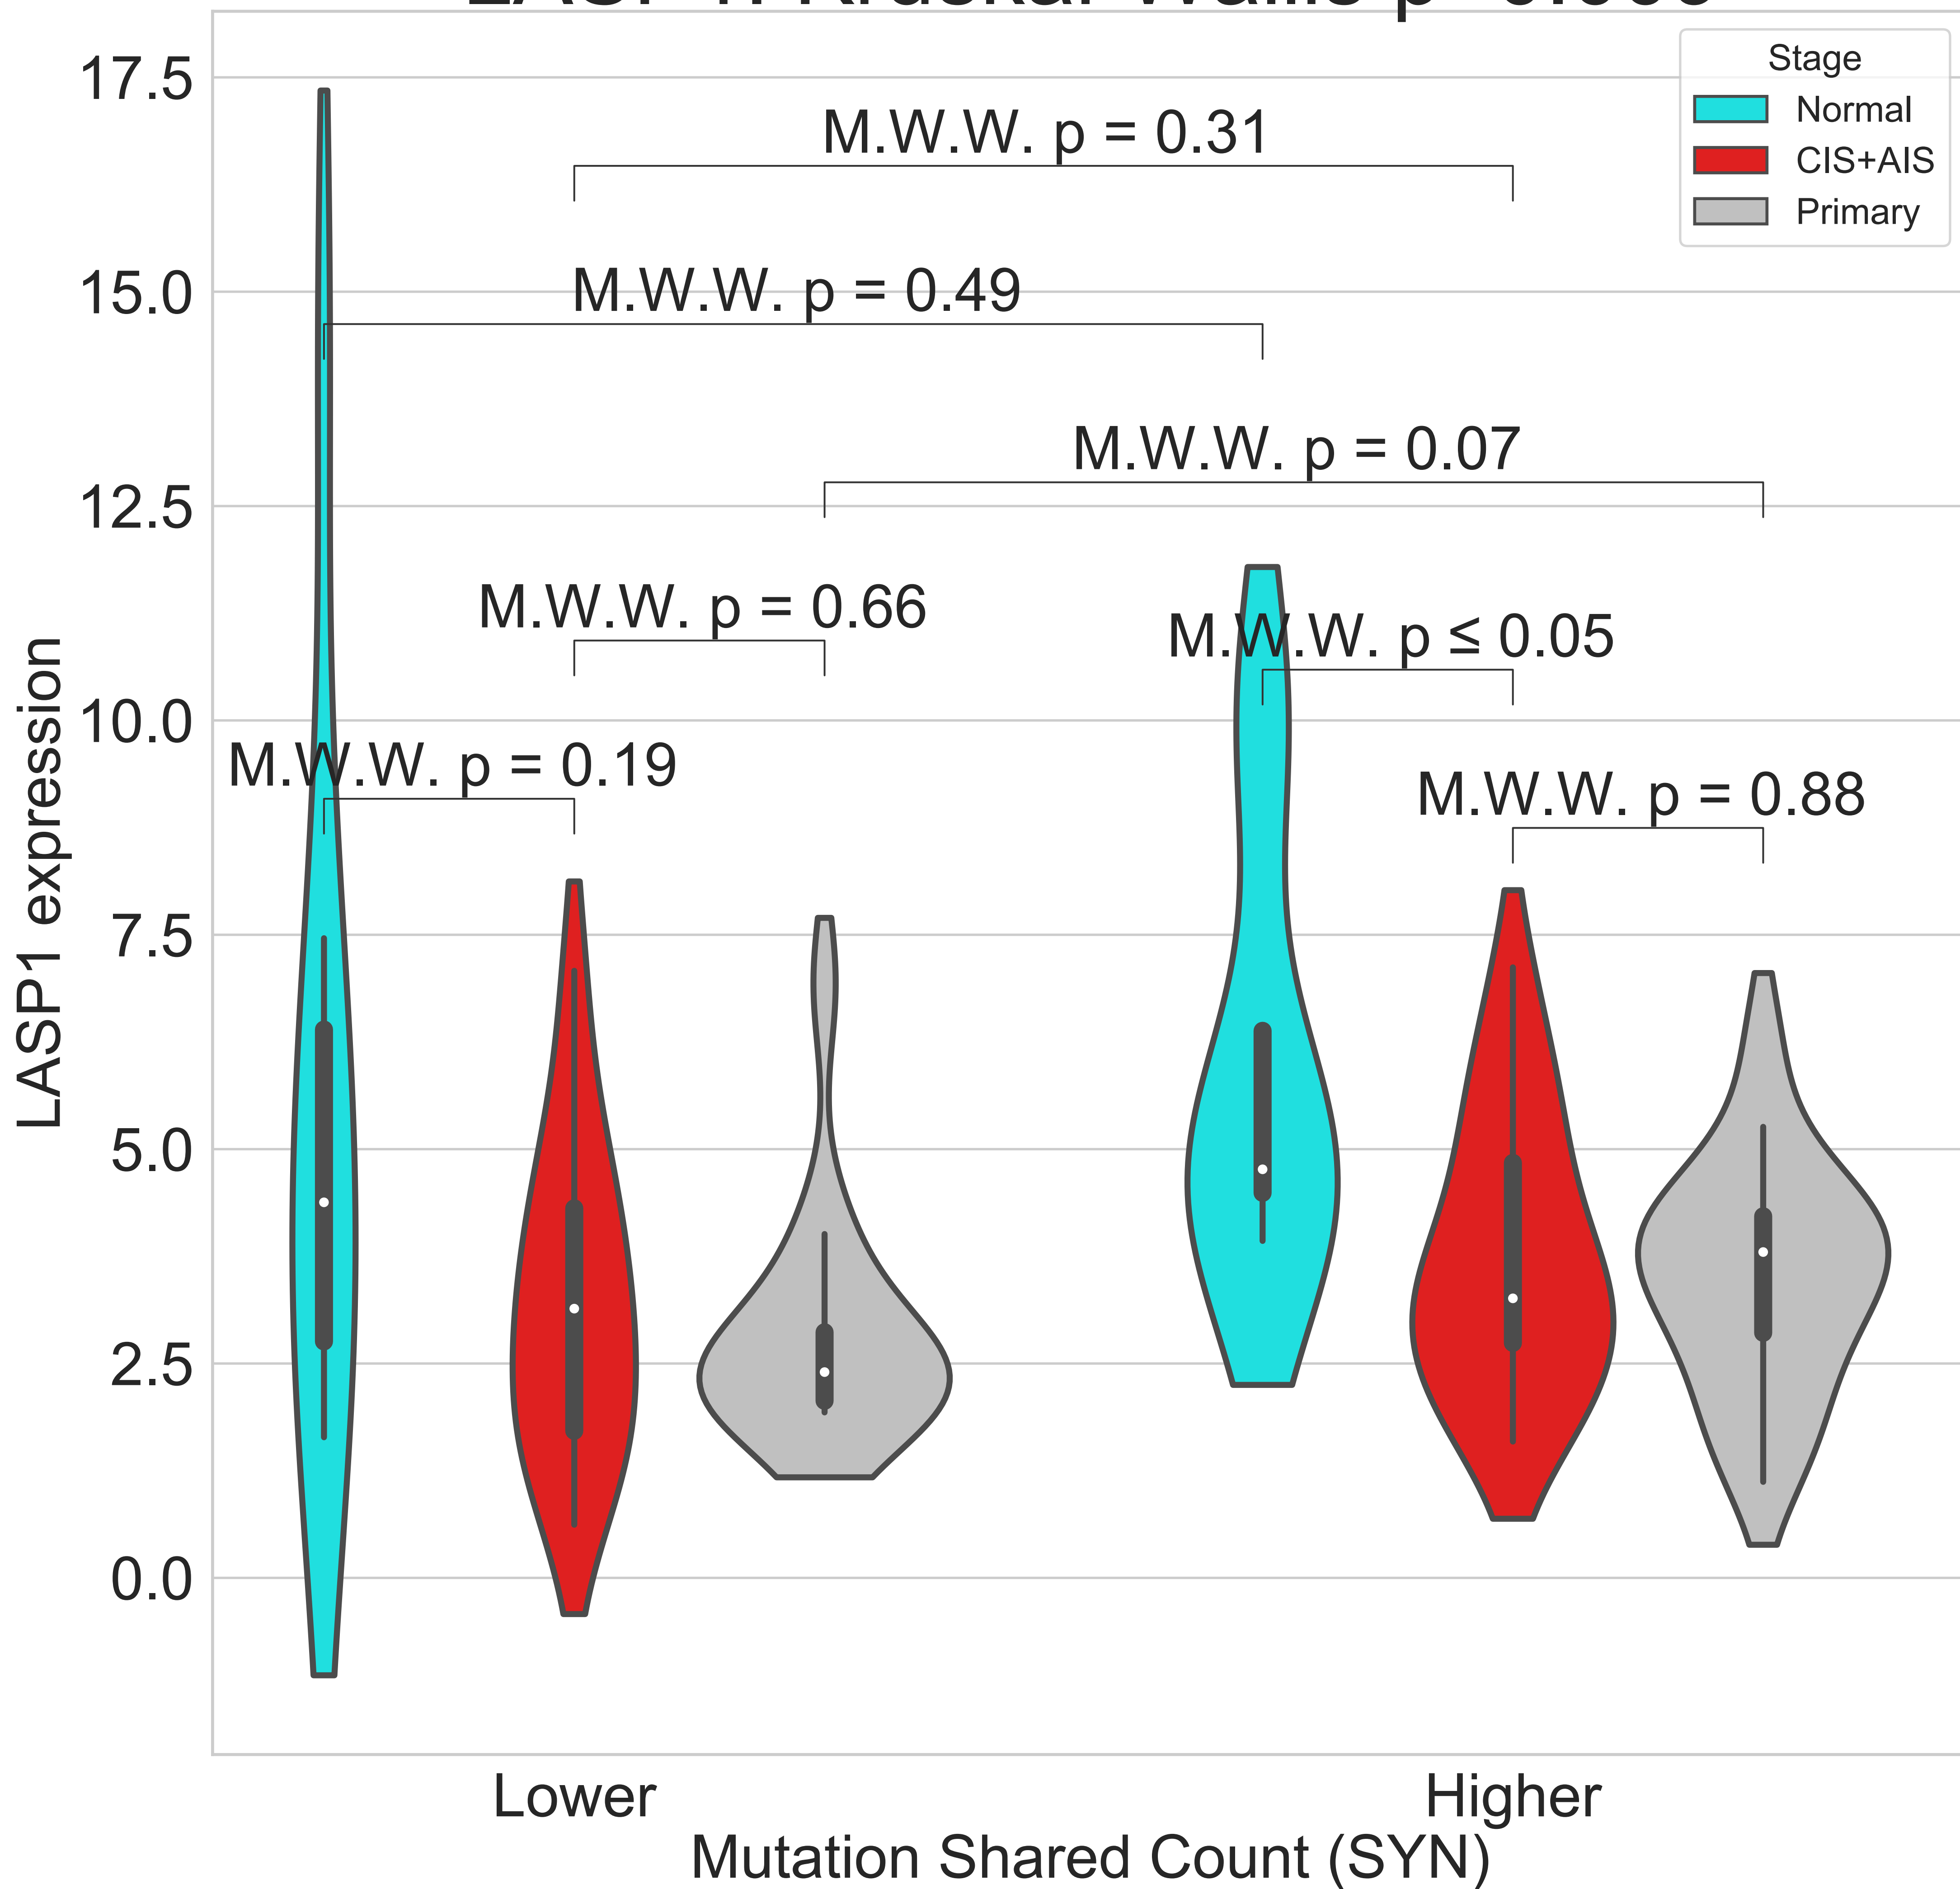 17.5
15.0
12.5
10.0
7.5
5.0
2.5
0.0
LASP1 expression
Stage
Normal
CIS+AIS
Primary
M.W.W. p = 0.31
M.W.W. p = 0.49
M.W.W. p = 0.07
M.W.W. p = 0.66
M.W.W. p ≤ 0.05
M.W.W. p = 0.19
M.W.W. p = 0.88
Lower
Higher
Mutation Shared Count (SYN)